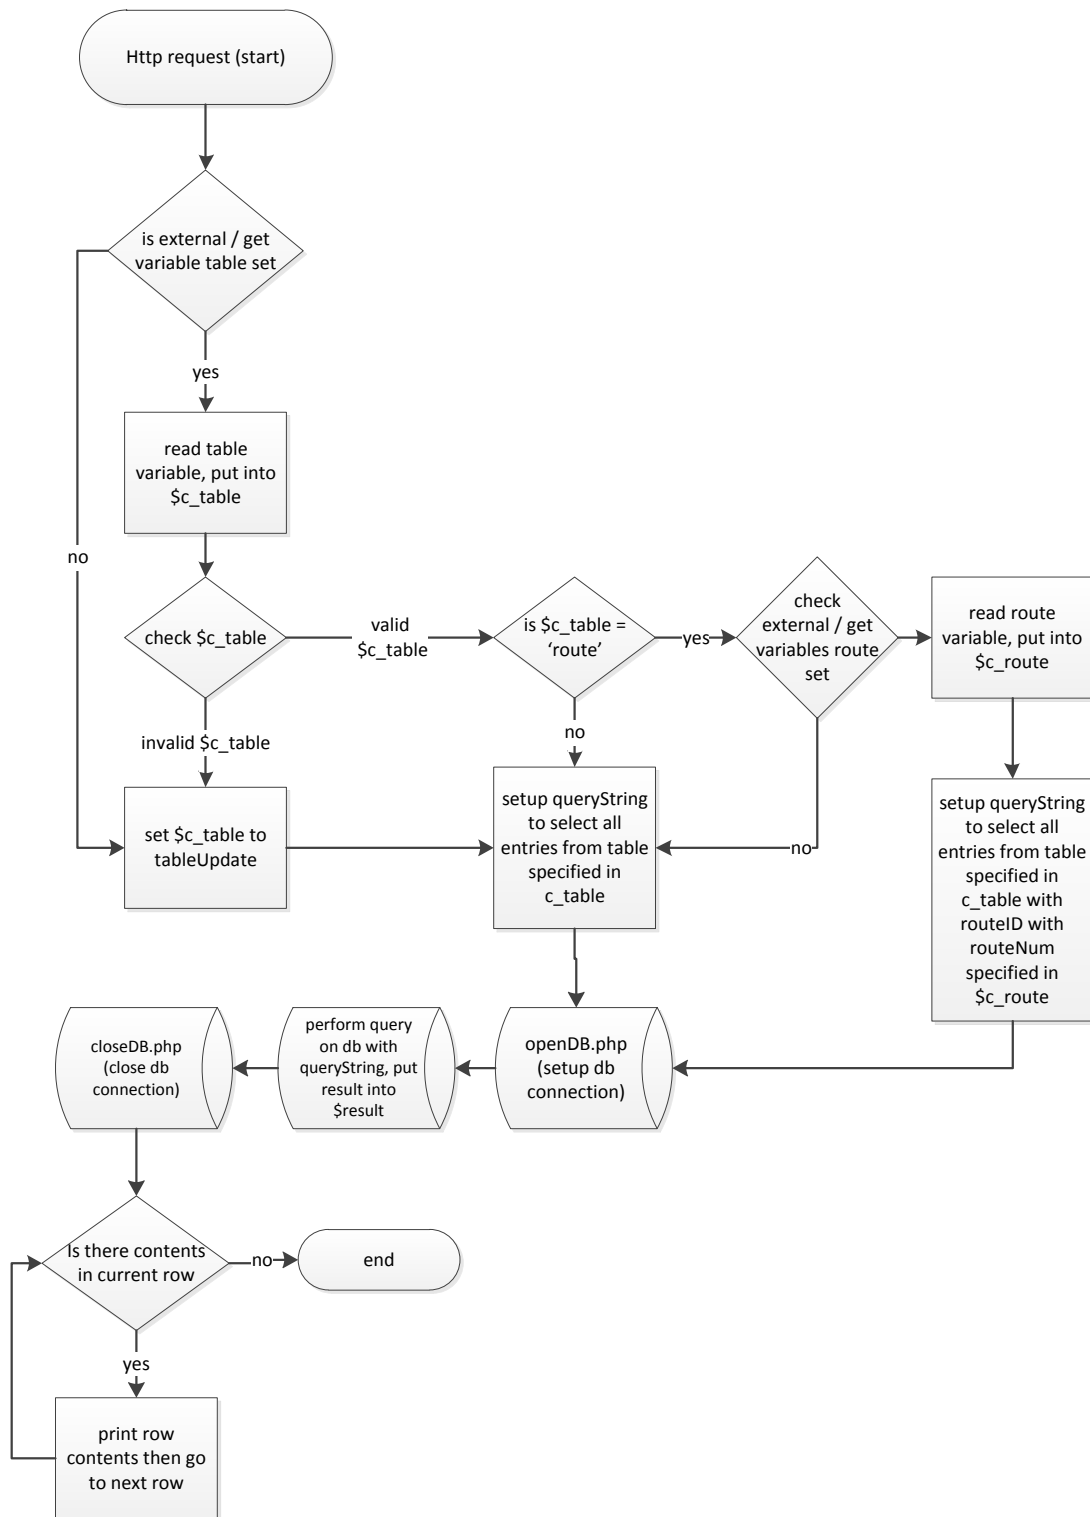 Http request (start)
is external / get
variable table set
yes
read table
variable, put into
$c_table
no
check $c_table
valid
$c_table
is $c_table =
‘route’
yes
check
external / get
variables route
set
read route
variable, put into
$c_route
invalid $c_table
no
set $c_table to
tableUpdate
setup queryString
to select all
entries from table
specified in
c_table
no
setup queryString
to select all
entries from table
specified in
c_table with
routeID with
routeNum
specified in
$c_route
closeDB.php
(close db
connection)
perform query
on db with
queryString, put
result into
$result
openDB.php
(setup db
connection)
Is there contents
in current row
no
end
yes
print row
contents then go
to next row